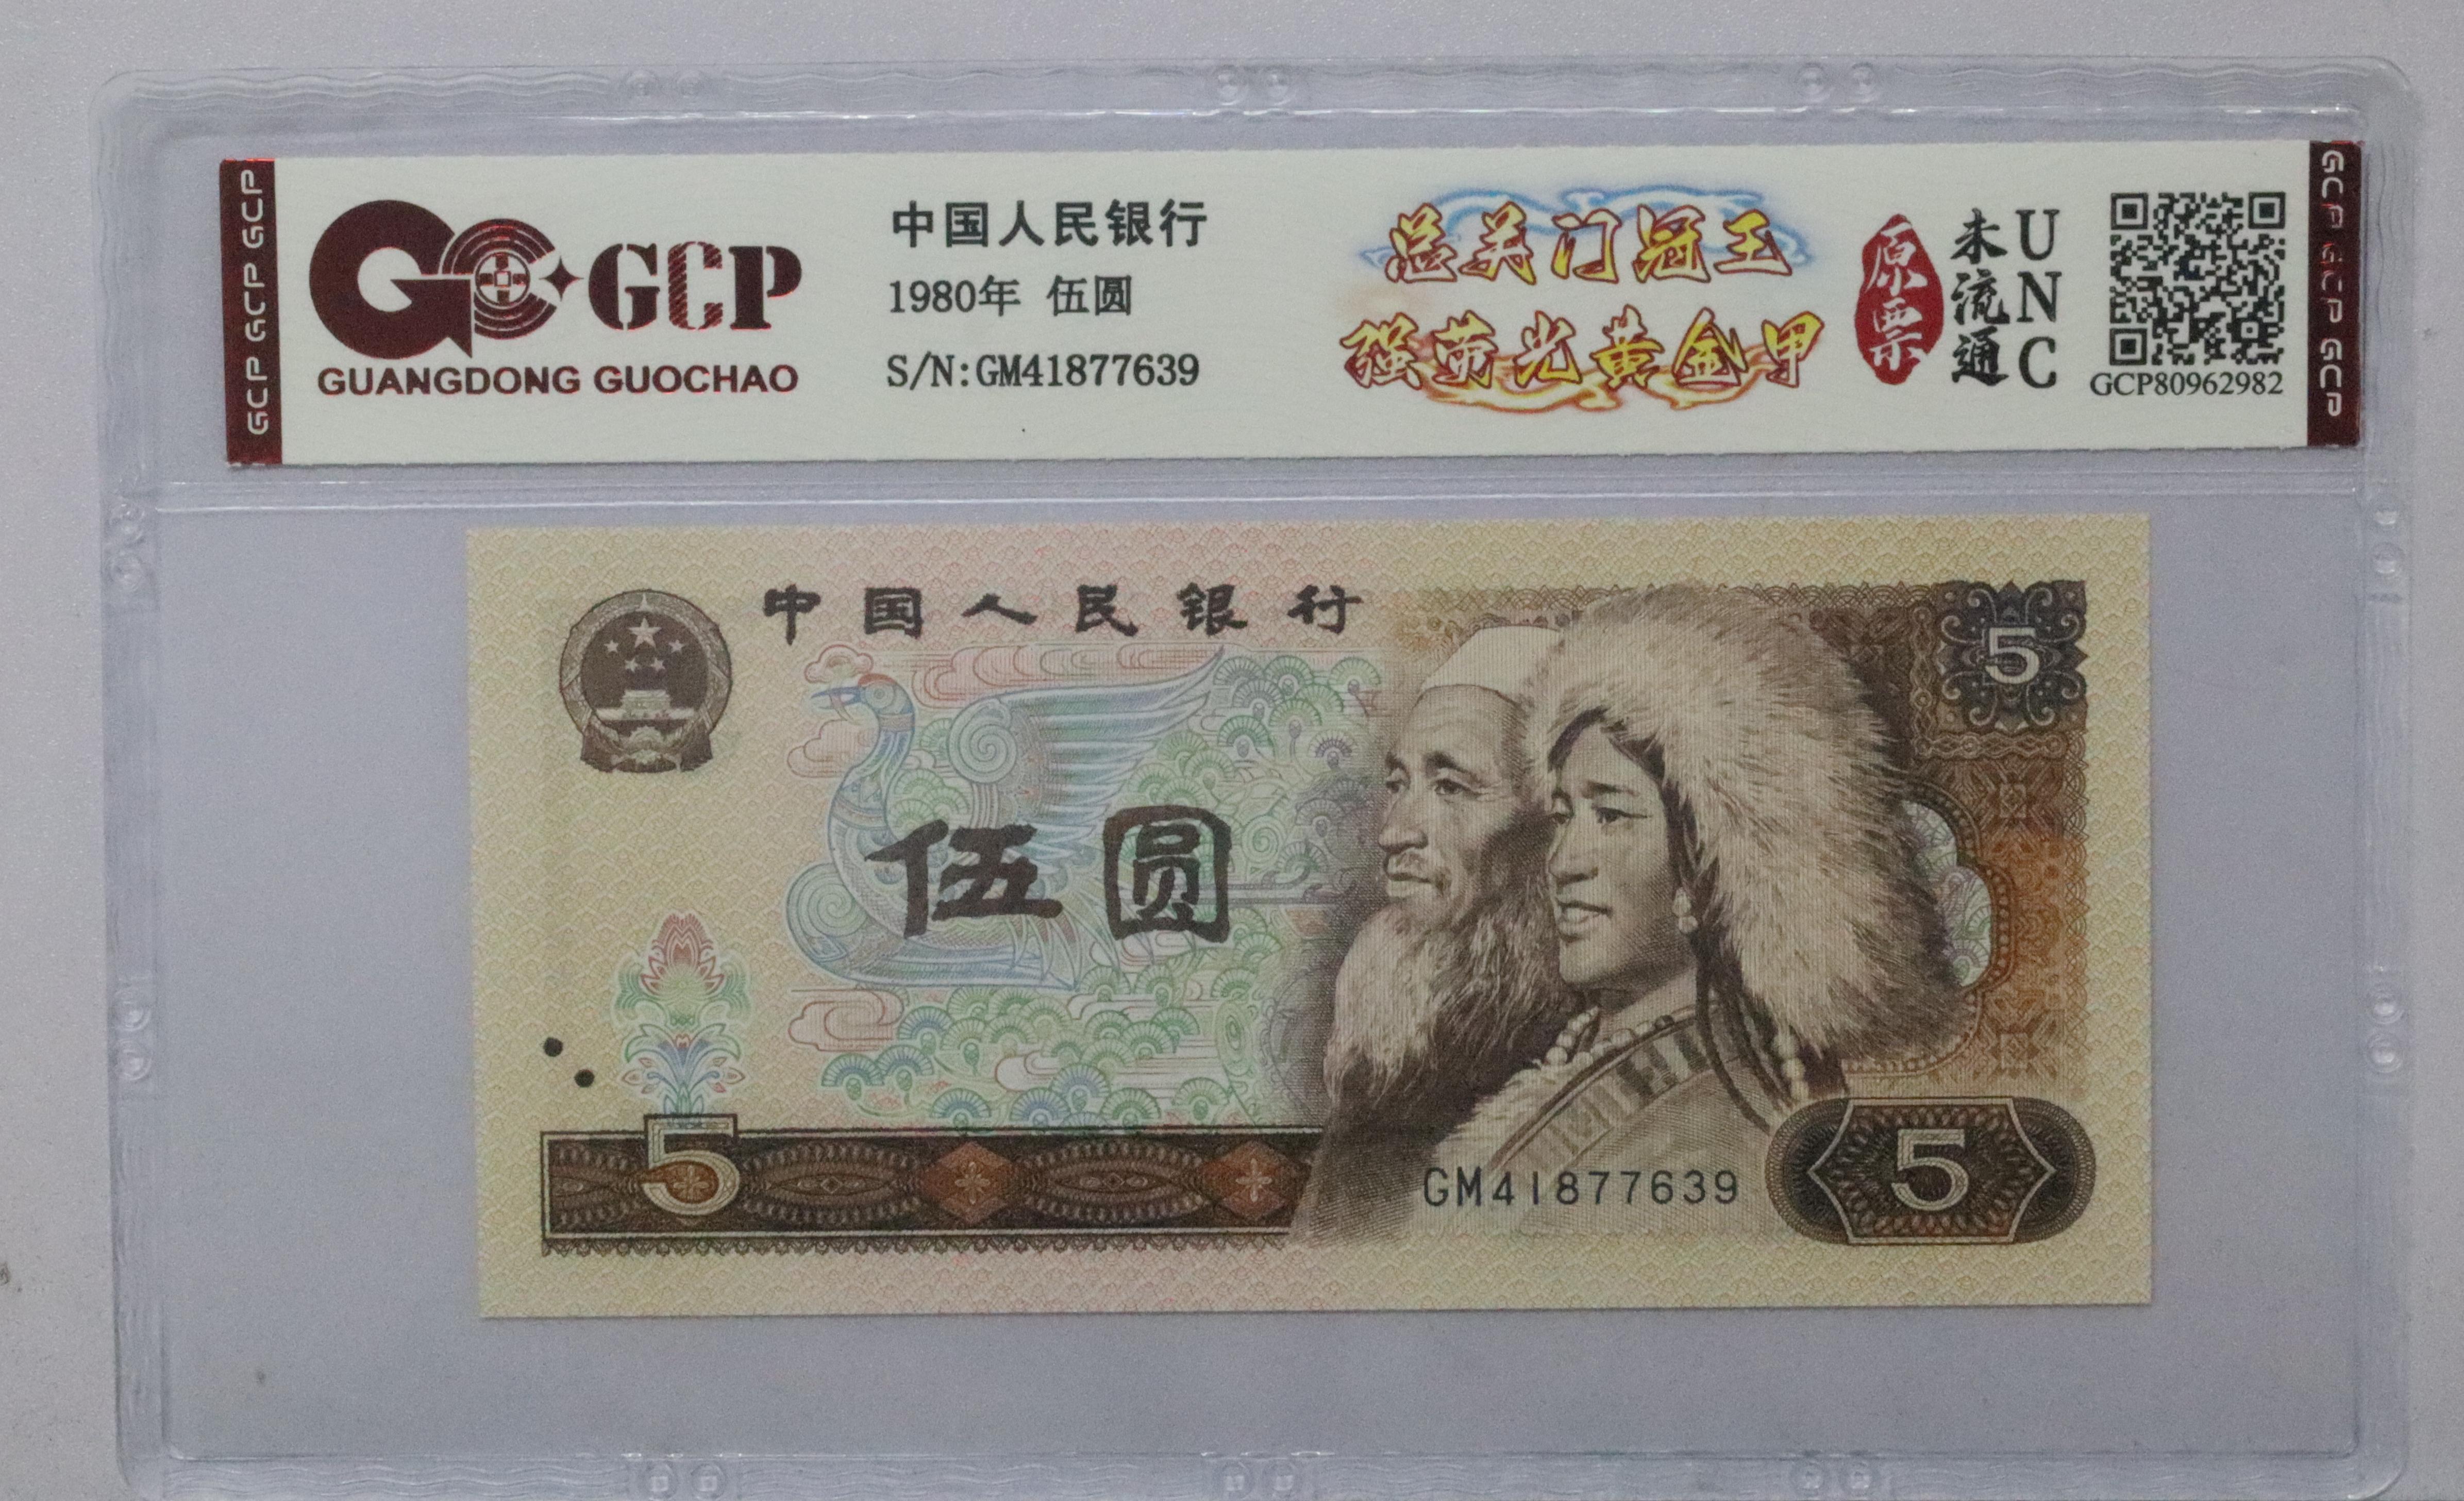 GCP GCP GCP
GCP
GUANGDONG GUOCHAO
中国人民银行
1980年 伍圆
S/N:GM41877639
总关门冠王
强荧光黄金甲
原票
未流通
UNC
GCP80962982
GCP GCP GCP
中国人民银行
5
伍圆
5
GM41877639
5